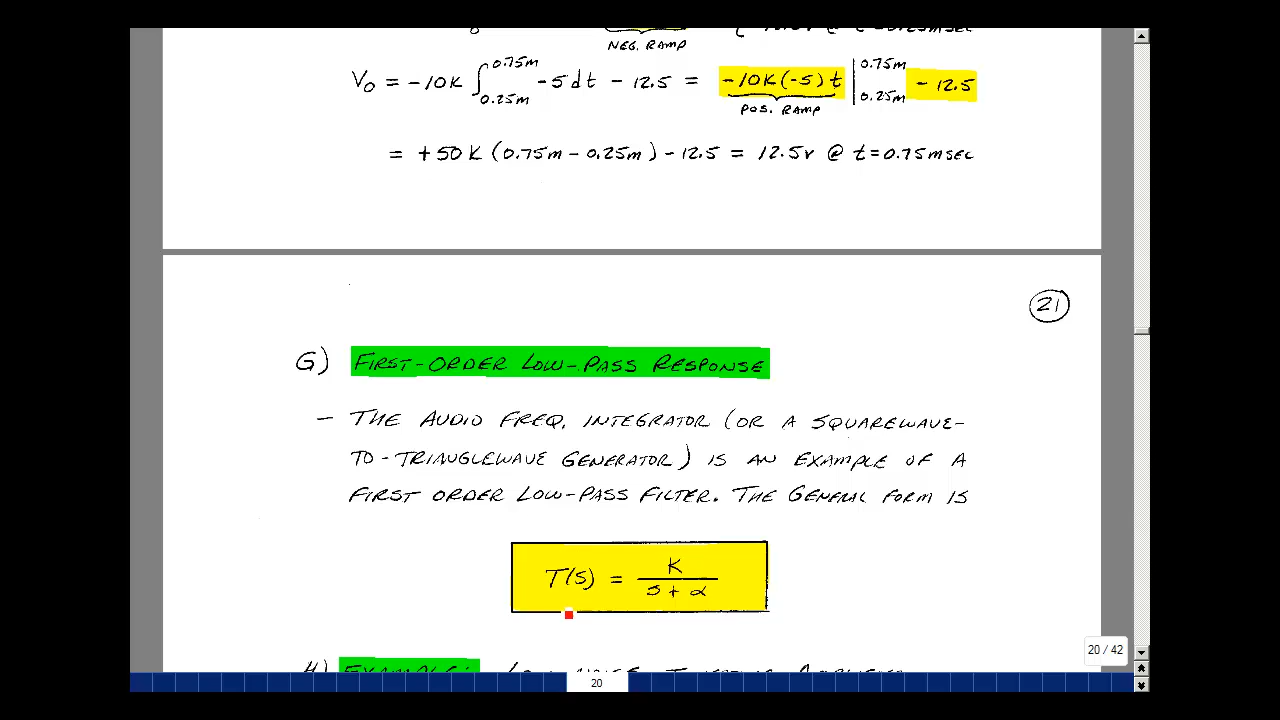 NEG. RAMP
Vo = -10K ∫ 0.25m 0.75m -5 dt - 12.5 = -10K(-5)t | 0.25m 0.75m - 12.5
POS. RAMP
= +50K (0.75m - 0.25m) - 12.5 = 12.5v @ t = 0.75msec
21
G) FIRST-ORDER LOW-PASS RESPONSE
- THE AUDIO FREQ. INTEGRATOR (OR A SQUAREWAVE-
TO-TRIANGLEWAVE GENERATOR) IS AN EXAMPLE OF A
FIRST ORDER LOW-PASS FILTER. THE GENERAL FORM IS
T(S) = K / (S + α)
20 / 42
H) EXAMPLE:
20